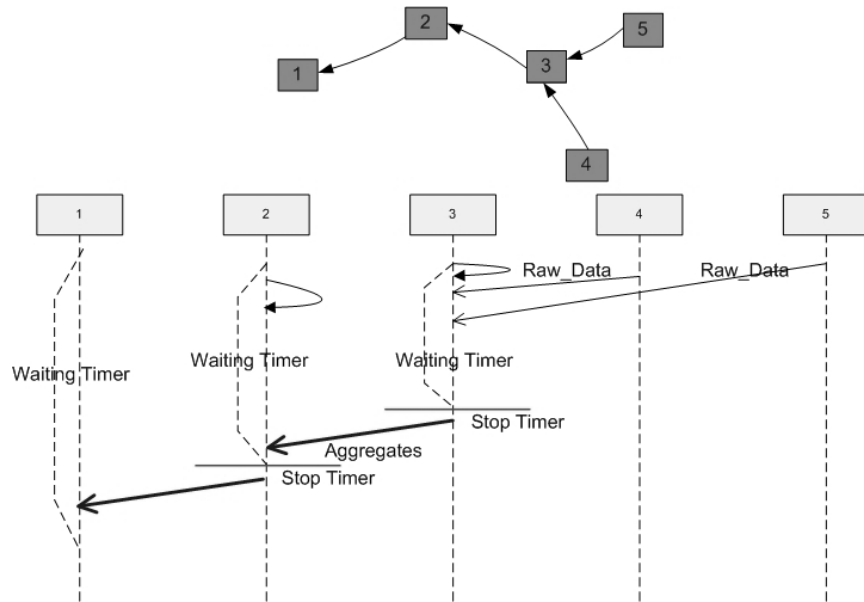 2
5
1
3
4
1
2
3
4
5
Raw_Data
Raw_Data
Waiting Timer
Waiting Timer
Waiting Timer
Stop Timer
Aggregates
Stop Timer